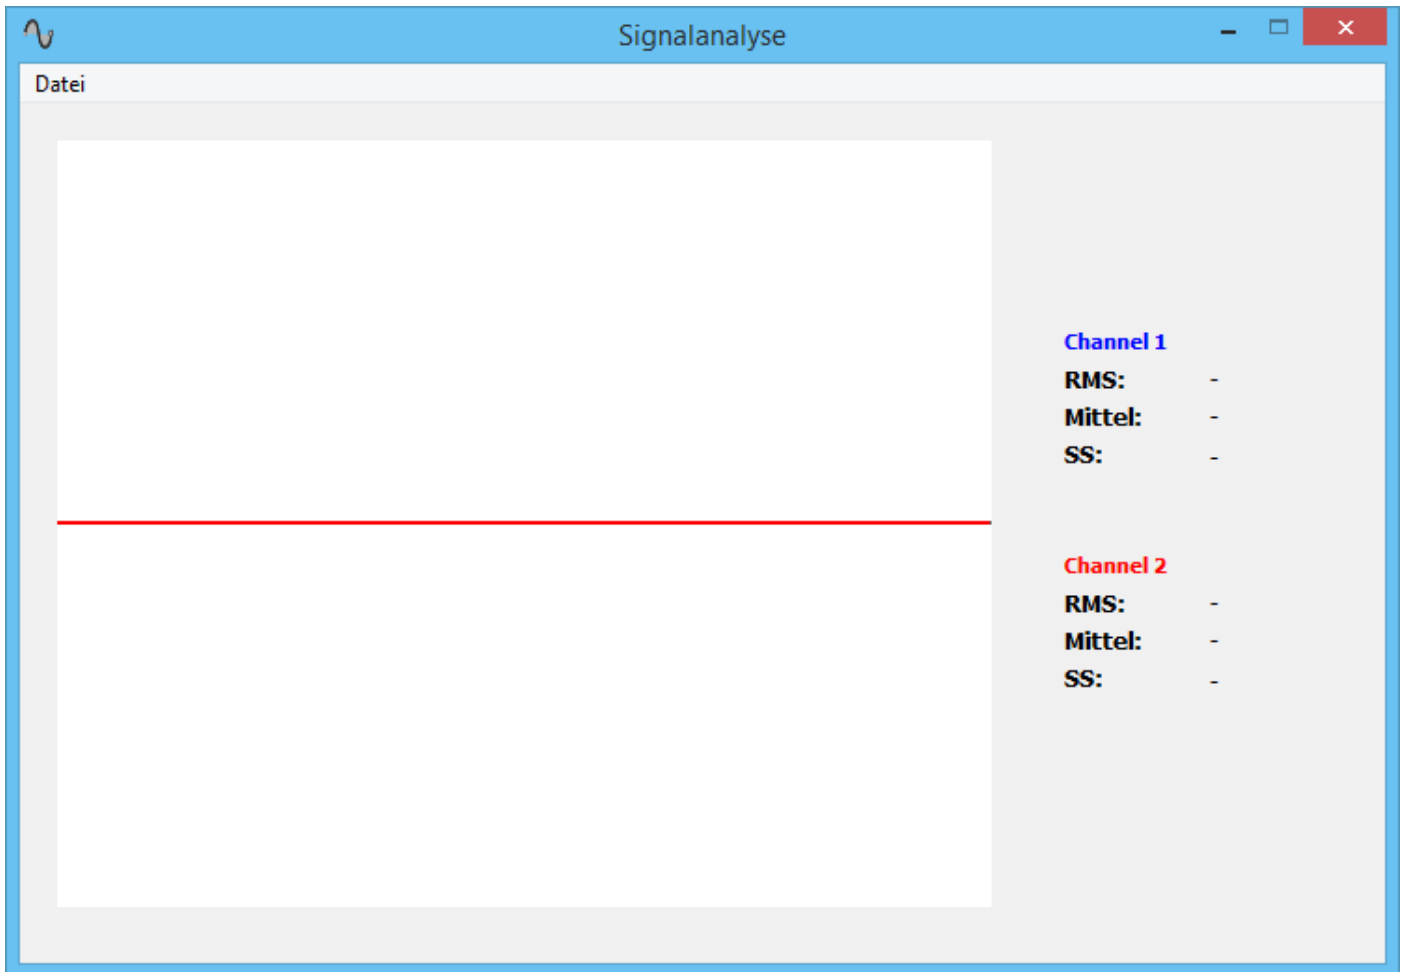 Signalanalyse
Datei
Channel 1
RMS: -
Mittel: -
SS: -
Channel 2
RMS: -
Mittel: -
SS: -